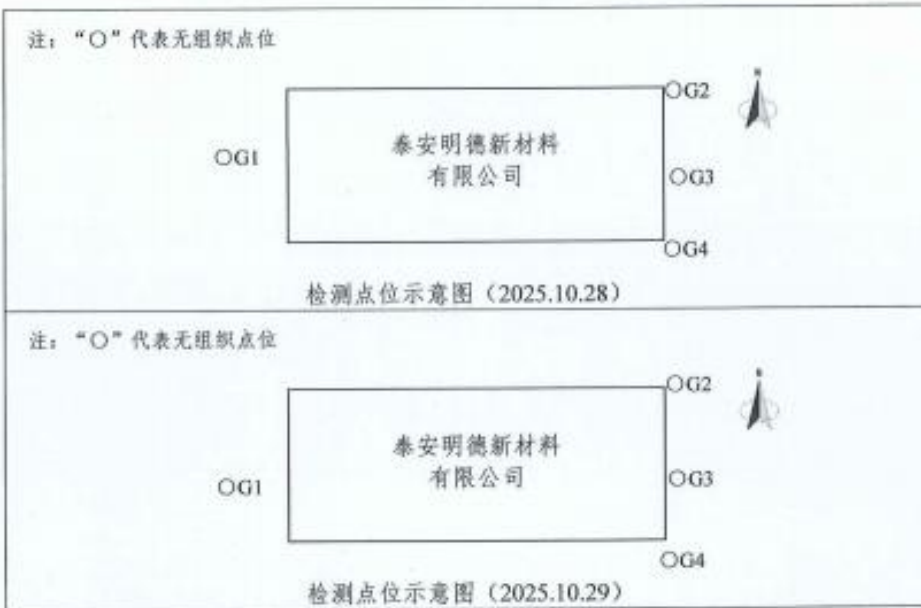 注：“○”代表无组织点位
N
○G2
○G1
泰安明德新材料
有限公司
○G3
○G4
检测点位示意图（2025.10.28）
注：“○”代表无组织点位
○G2
泰安明德新材料
有限公司
○G1
○G3
○G4
检测点位示意图（2025.10.29）